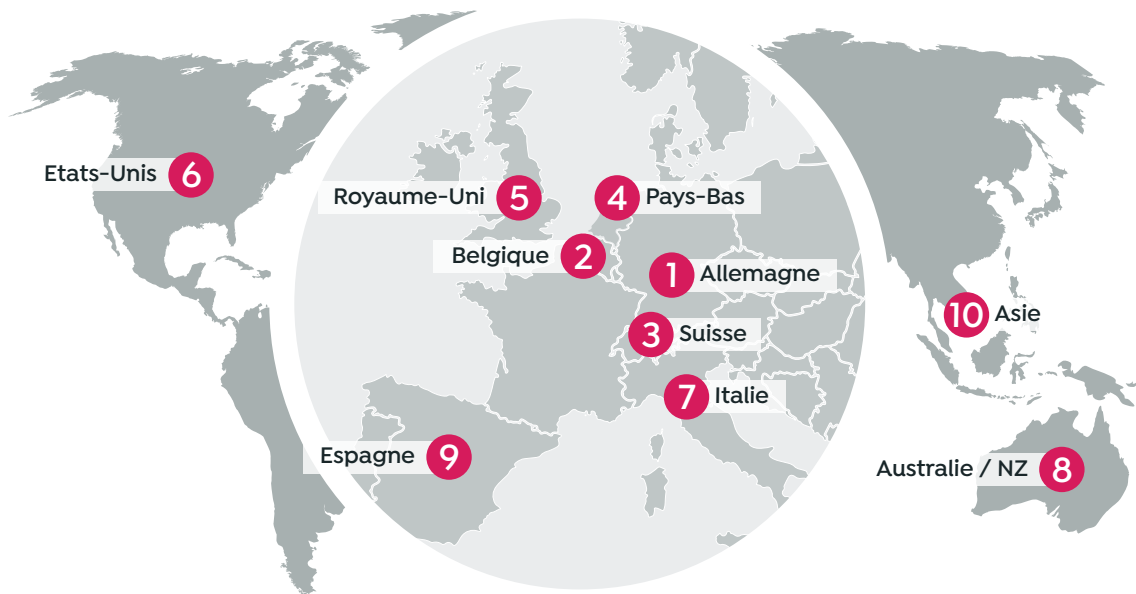 Etats-Unis 6
Royaume-Uni 5
4 Pays-Bas
Belgique 2
1 Allemagne
3 Suisse
7 Italie
Espagne 9
10 Asie
Australie / NZ 8